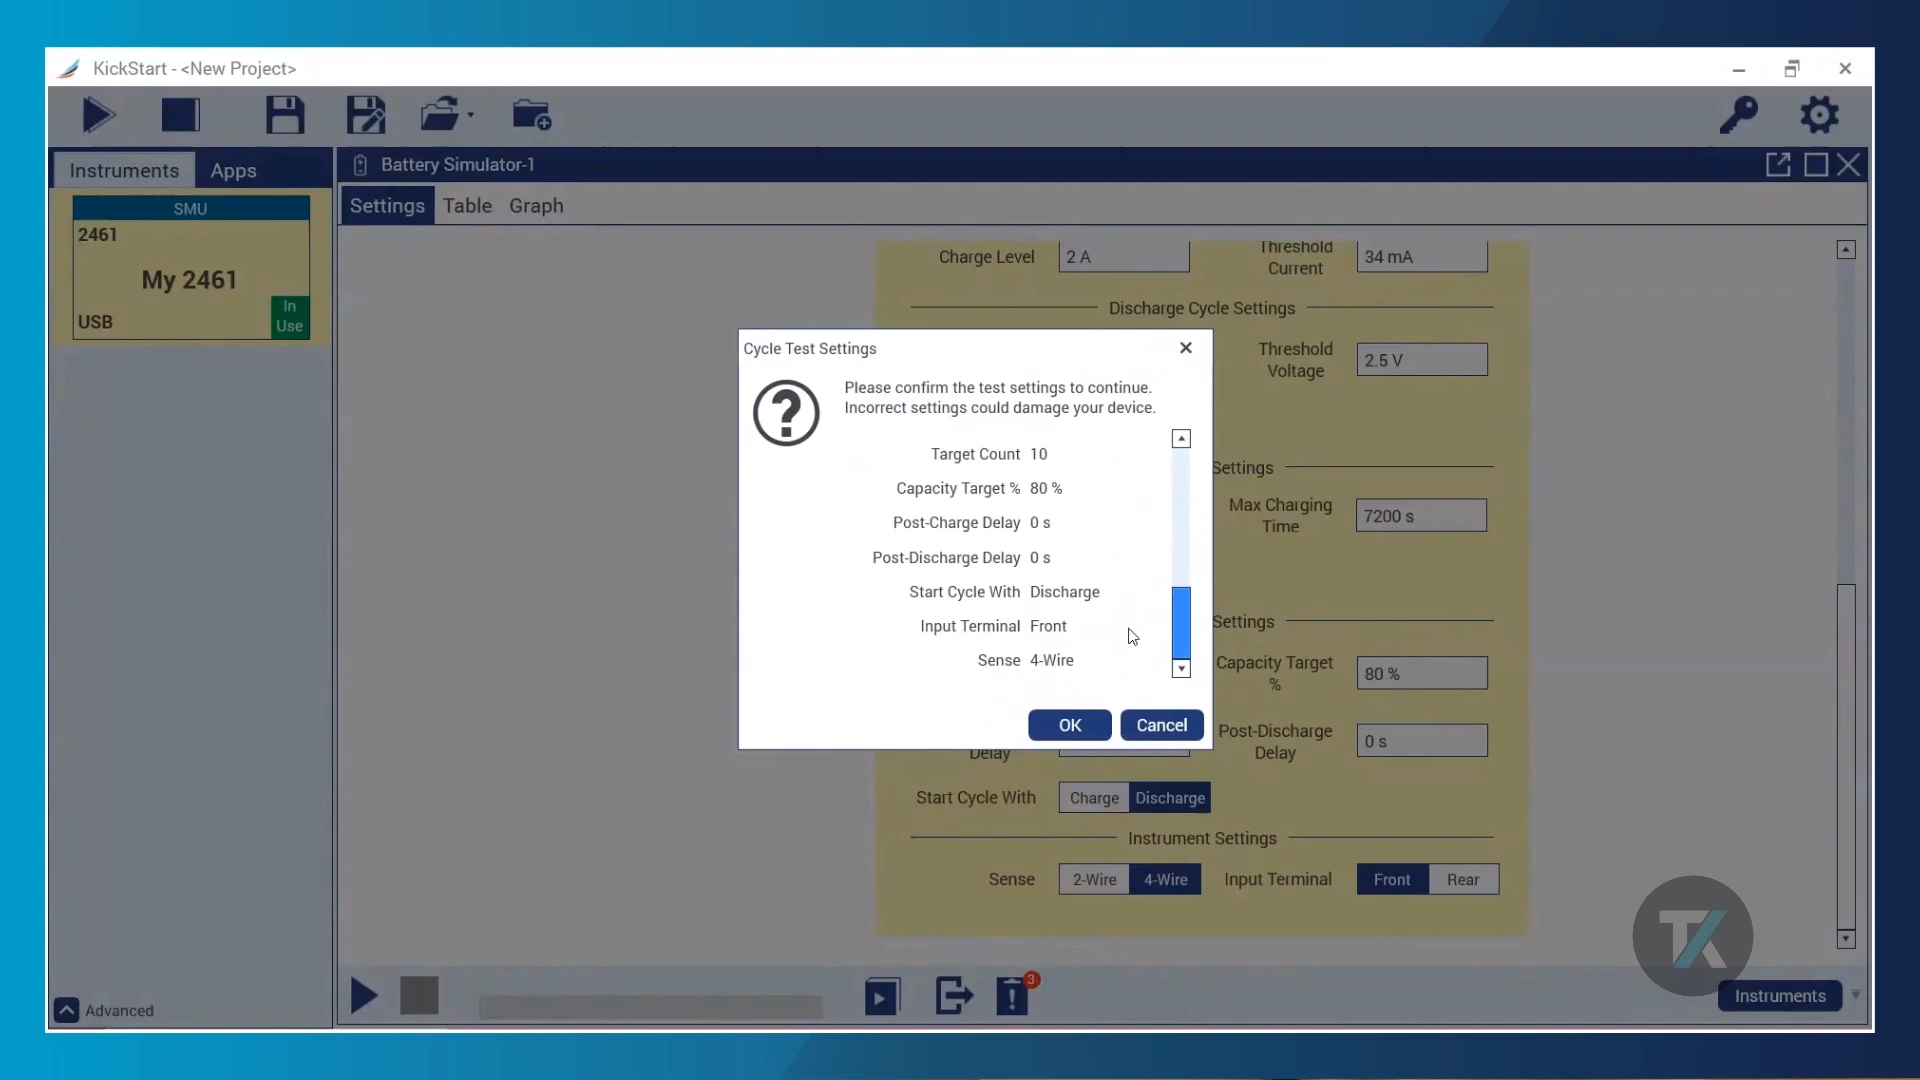 KickStart - <New Project>
Instruments Apps
Battery Simulator-1
SMU
2461
My 2461
USB
In
Use
Settings Table Graph
Charge Level 2 A
Threshold
Current
34 mA
Discharge Cycle Settings
Threshold
Voltage
2.5 V
Cycle Test Settings
Please confirm the test settings to continue.
Incorrect settings could damage your device.
Target Count 10
Capacity Target % 80 %
Post-Charge Delay 0 s
Post-Discharge Delay 0 s
Start Cycle With Discharge
Input Terminal Front
Sense 4-Wire
OK Cancel
Settings
Max Charging
Time
7200 s
Settings
Capacity Target
%
80 %
Delay
Post-Discharge
Delay
0 s
Start Cycle With Charge Discharge
Instrument Settings
Sense 2-Wire 4-Wire Input Terminal Front Rear
3
TK
Advanced
Instruments